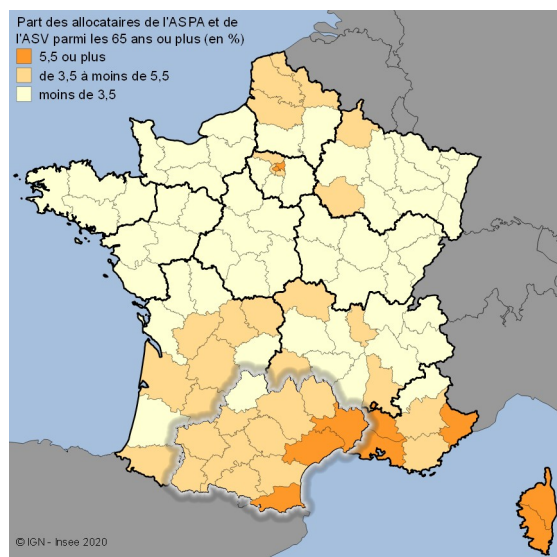 Part des allocataires de l'ASPA et de
l'ASV parmi les 65 ans ou plus (en %)
5,5 ou plus
de 3,5 à moins de 5,5
moins de 3,5
© IGN - Insee 2020